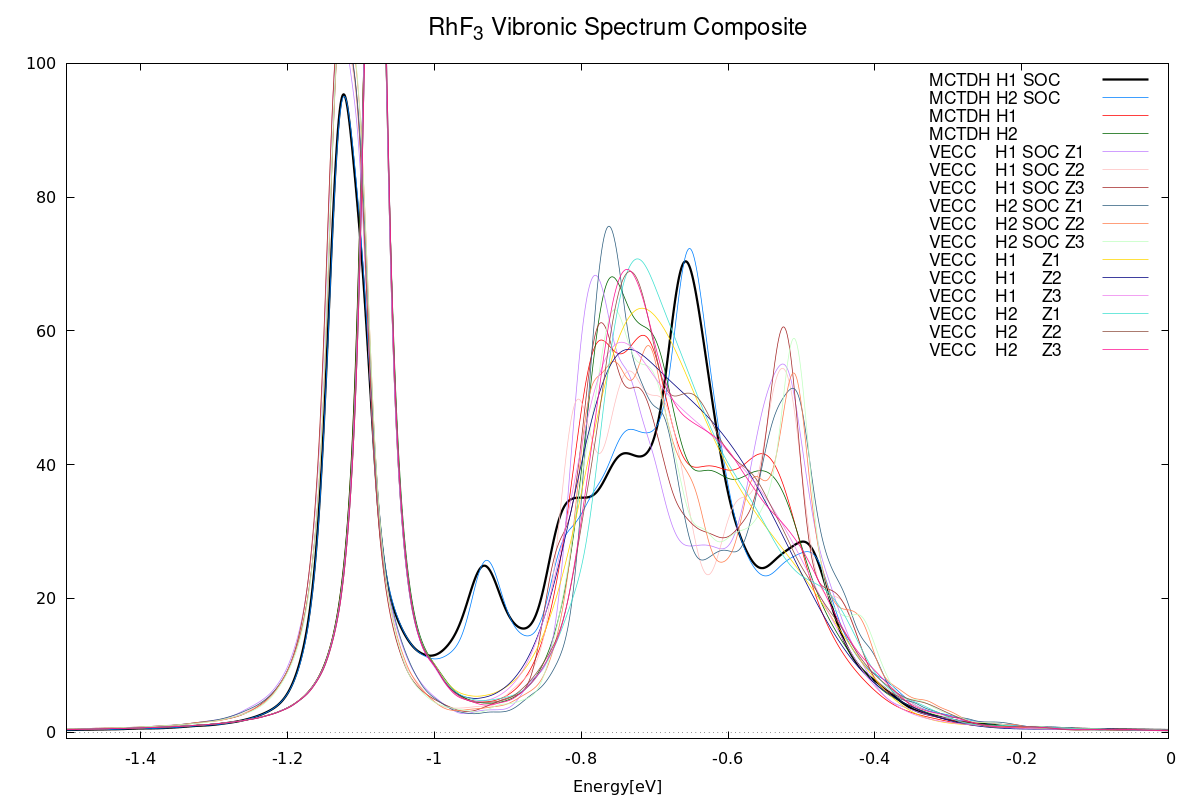 RhF3 Vibronic Spectrum Composite
100
80
60
40
20
0
MCTDH H1 SOC
MCTDH H2 SOC
MCTDH H1
MCTDH H2
VECC H1 SOC Z1
VECC H1 SOC Z2
VECC H1 SOC Z3
VECC H2 SOC Z1
VECC H2 SOC Z2
VECC H2 SOC Z3
VECC H1 Z1
VECC H1 Z2
VECC H1 Z3
VECC H2 Z1
VECC H2 Z2
VECC H2 Z3
-1.4 -1.2 -1 -0.8 -0.6 -0.4 -0.2 0
Energy[eV]